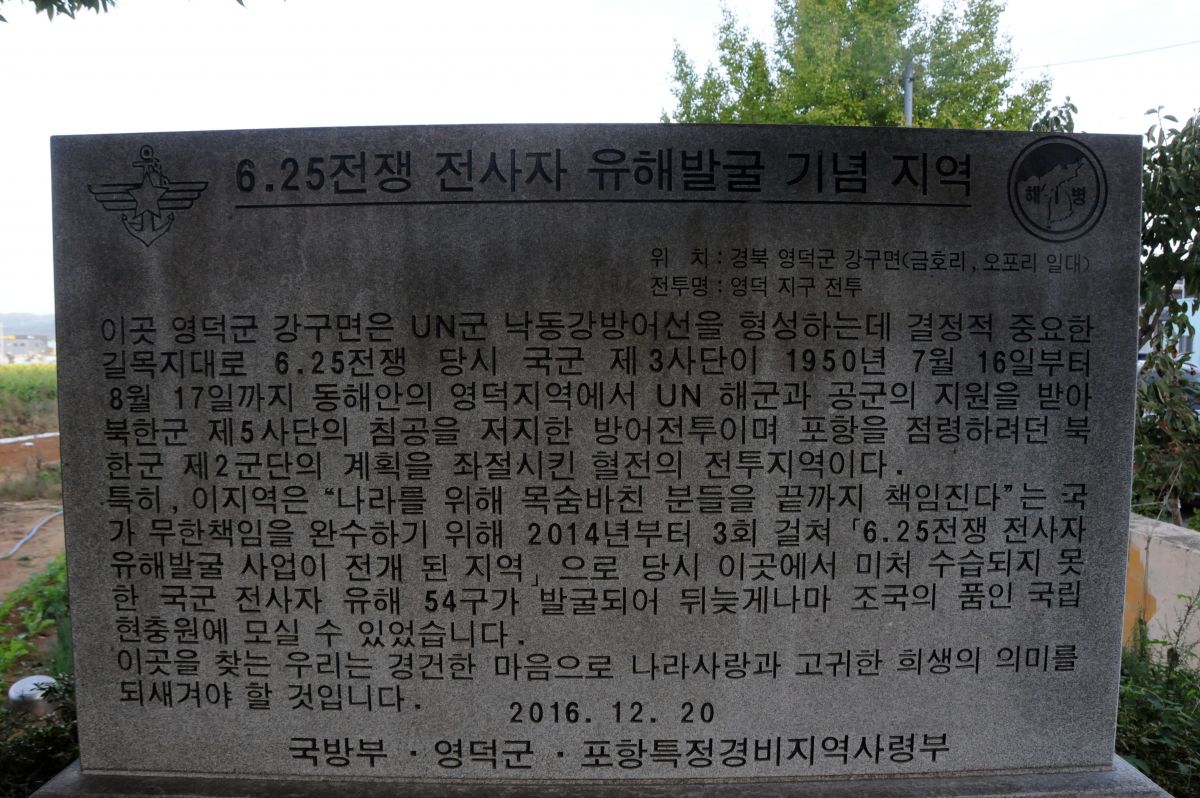 6.25전쟁 전사자 유해발굴 기념 지역
해 병
위 치 : 경북 영덕군 강구면(금호리, 오포리 일대)
전투명 : 영덕 지구 전투
이곳 영덕군 강구면은 UN군 낙동강방어선을 형성하는데 결정적 중요한
길목지대로 6.25전쟁 당시 국군 제3사단이 1950년 7월 16일부터
8월 17일까지 동해안의 영덕지역에서 UN 해군과 공군의 지원을 받아
북한군 제5사단의 침공을 저지한 방어전투이며 포항을 점령하려던 북
한군 제2군단의 계획을 좌절시킨 혈전의 전투지역이다.
특히, 이지역은 “나라를 위해 목숨바친 분들을 끝까지 책임진다”는 국
가 무한책임을 완수하기 위해 2014년부터 3회 걸쳐 「6.25전쟁 전사자
유해발굴 사업이 전개 된 지역」으로 당시 이곳에서 미처 수습되지 못
한 국군 전사자 유해 54구가 발굴되어 뒤늦게나마 조국의 품인 국립
현충원에 모실 수 있었습니다.
이곳을 찾는 우리는 경건한 마음으로 나라사랑과 고귀한 희생의 의미를
되새겨야 할 것입니다.
2016. 12. 20
국방부 · 영덕군 · 포항특정경비지역사령부